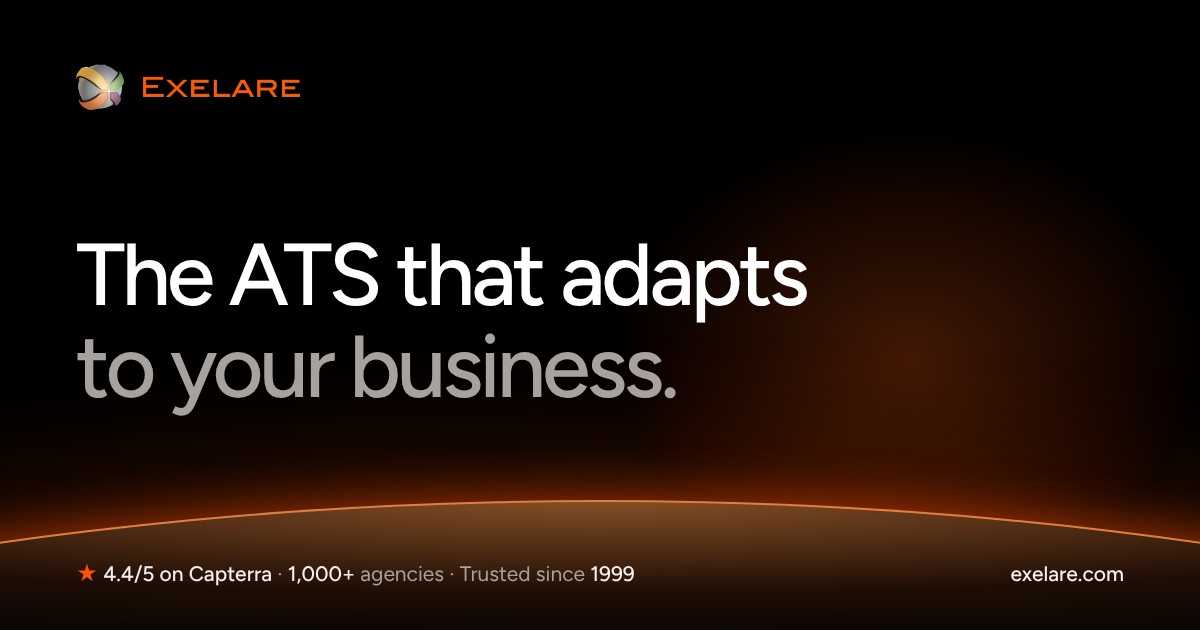 EXELARE
The ATS that adapts
to your business.
★ 4.4/5 on Capterra · 1,000+ agencies · Trusted since 1999
exelare.com